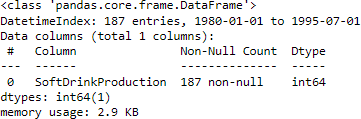 <class 'pandas.core.frame.DataFrame'>
DatetimeIndex: 187 entries, 1980-01-01 to 1995-07-01
Data columns (total 1 columns):
 #   Column              Non-Null Count  Dtype
---  ------              --------------  -----
 0   SoftDrinkProduction  187 non-null    int64
dtypes: int64(1)
memory usage: 2.9 KB